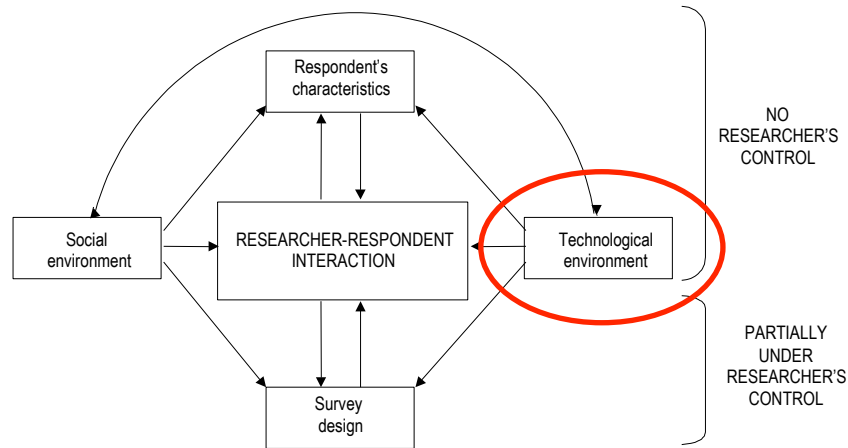 Respondent's
characteristics
NO
RESEARCHER'S
CONTROL
Social
environment
RESEARCHER-RESPONDENT
INTERACTION
Technological
environment
PARTIALLY
UNDER
RESEARCHER'S
CONTROL
Survey
design